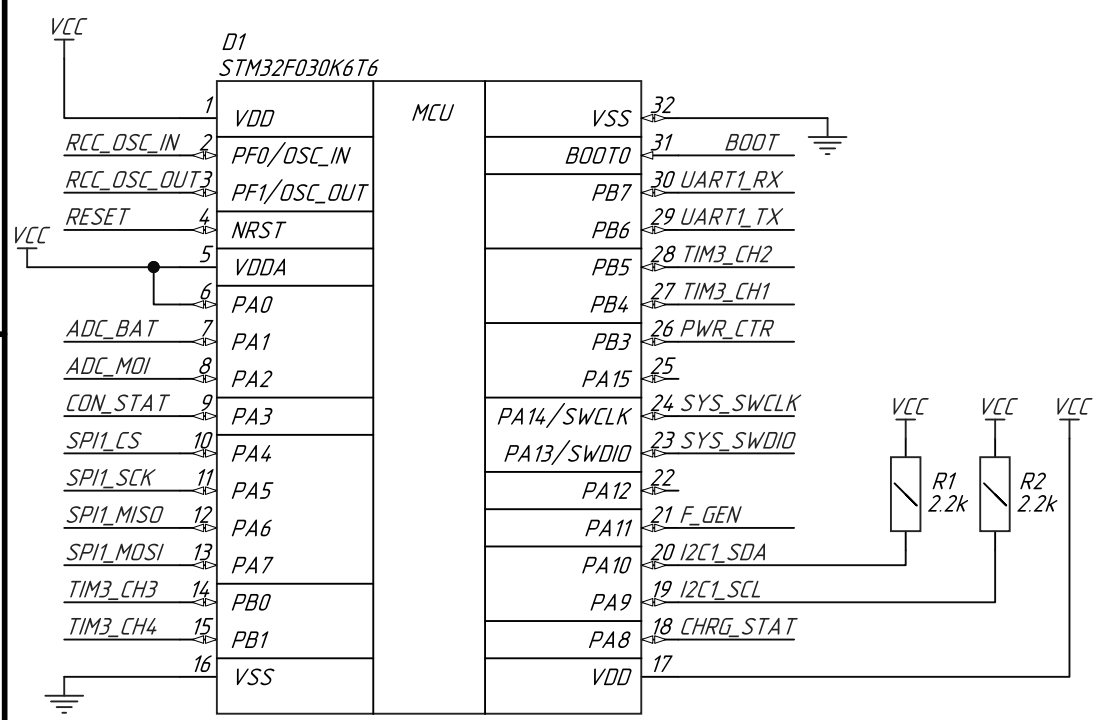 VCC
D1
STM32F030K6T6
MCU
1 VDD
RCC_OSC_IN 2 PF0/OSC_IN
RCC_OSC_OUT 3 PF1/OSC_OUT
RESET 4 NRST
VCC
5 VDDA
6 PA0
ADC_BAT 7 PA1
ADC_MOI 8 PA2
CON_STAT 9 PA3
SPI1_CS 10 PA4
SPI1_SCK 11 PA5
SPI1_MISO 12 PA6
SPI1_MOSI 13 PA7
TIM3_CH3 14 PB0
TIM3_CH4 15 PB1
16 VSS
VSS 32
BOOT0 31 BOOT
PB7 30 UART1_RX
PB6 29 UART1_TX
PB5 28 TIM3_CH2
PB4 27 TIM3_CH1
PB3 26 PWR_CTR
PA15 25
PA14/SWCLK 24 SYS_SWCLK
PA13/SWDIO 23 SYS_SWDIO
PA12 22
PA11 21 F_GEN
PA10 20 I2C1_SDA
PA9 19 I2C1_SCL
PA8 18 CHRG_STAT
VDD 17
VCC VCC VCC
R1
2.2k
R2
2.2k